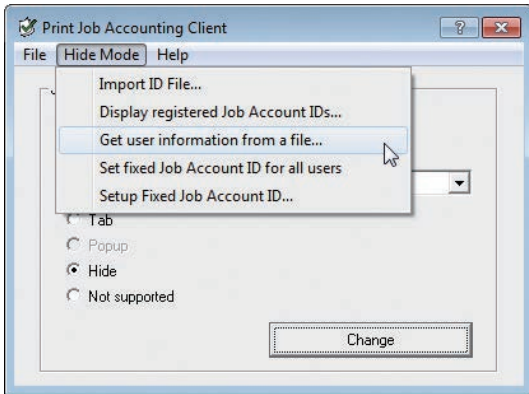 Print Job Accounting Client
File Hide Mode Help
Import ID File...
Display registered Job Account IDs...
Get user information from a file...
Set fixed Job Account ID for all users
Setup Fixed Job Account ID...
Tab
Popup
Hide
Not supported
Change